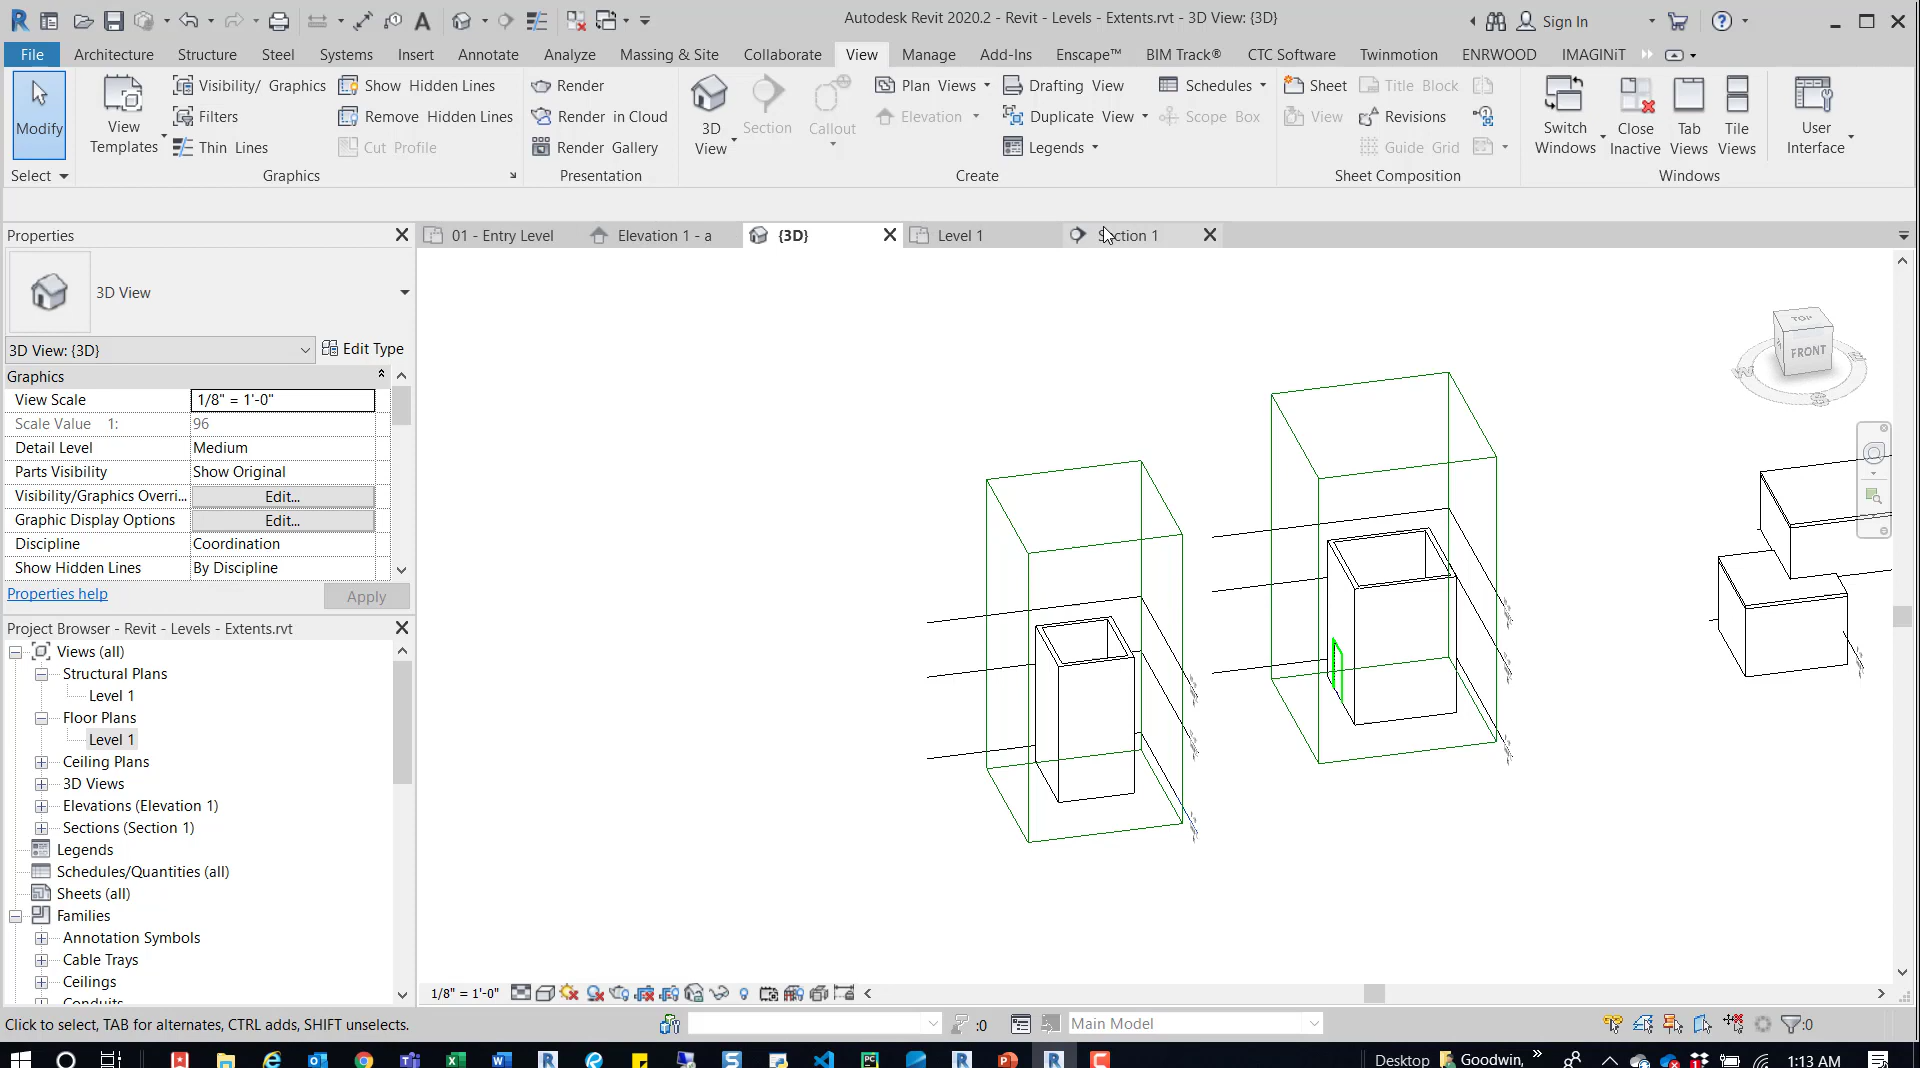 Autodesk Revit 2020.2 - Revit - Levels - Extents.rvt - 3D View: {3D}
Sign In
File Architecture Structure Steel Systems Insert Annotate Analyze Massing & Site Collaborate View Manage Add-Ins Enscape™ BIM Track® CTC Software Twinmotion ENRWOOD IMAGINiT
Modify
Select
View Templates
Visibility/ Graphics
Filters
Thin Lines
Show Hidden Lines
Remove Hidden Lines
Cut Profile
Graphics
Render
Render in Cloud
Render Gallery
Presentation
3D View
Section
Callout
Plan Views
Elevation
Drafting View
Duplicate View
Legends
Schedules
Scope Box
Create
Sheet
View
Title Block
Revisions
Guide Grid
Sheet Composition
Switch Windows
Close Inactive
Tab Views
Tile Views
Windows
User Interface
Properties
01 - Entry Level
Elevation 1 - a
{3D}
Level 1
Section 1
3D View
3D View: {3D}
Edit Type
Graphics
View Scale 1/8" = 1'-0"
Scale Value 1: 96
Detail Level Medium
Parts Visibility Show Original
Visibility/Graphics Overri... Edit...
Graphic Display Options Edit...
Discipline Coordination
Show Hidden Lines By Discipline
Properties help
Apply
Project Browser - Revit - Levels - Extents.rvt
Views (all)
Structural Plans
Level 1
Floor Plans
Level 1
Ceiling Plans
3D Views
Elevations (Elevation 1)
Sections (Section 1)
Legends
Schedules/Quantities (all)
Sheets (all)
Families
Annotation Symbols
Cable Trays
Ceilings
Conduits
TOP
FRONT
W
S
E
1/8" = 1'-0"
Click to select, TAB for alternates, CTRL adds, SHIFT unselects.
:0
Main Model
:0
Desktop
Goodwin,
1:13 AM